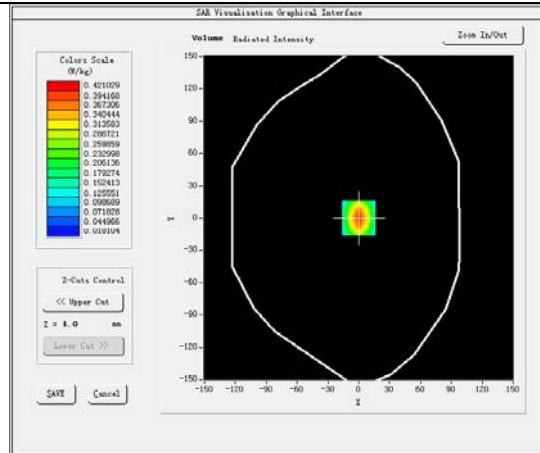 SAR Visualisation Graphical Interface
Volume Radiated Intensity
Zoom In/Out
Colors Scale
(W/kg)
0.421029
0.394168
0.367306
0.340444
0.313583
0.286721
0.259859
0.232998
0.206136
0.179274
0.152413
0.125551
0.098689
0.071828
0.044966
0.018104
Z-Cuts Control
<< Upper Cut
Z = 4.0 mm
Lower Cut >>
SAVE Cancel
150
120
90
60
30
0
-30
-60
-90
-120
-150
Y
-150 -120 -90 -60 -30 0 30 60 90 120 150
X